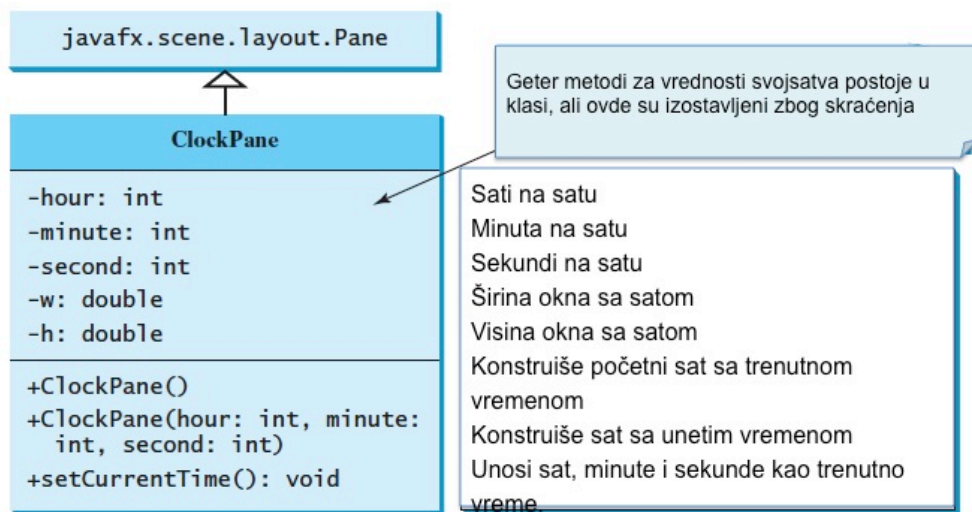 javafx.scene.layout.Pane
Geter metodi za vrednosti svojsatva postoje u
klasi, ali ovde su izostavljeni zbog skraćenja
ClockPane
-hour: int
-minute: int
-second: int
-w: double
-h: double
+ClockPane()
+ClockPane(hour: int, minute:
int, second: int)
+setCurrentTime(): void
Sati na satu
Minuta na satu
Sekundi na satu
Širina okna sa satom
Visina okna sa satom
Konstruiše početni sat sa trenutnom
vremenom
Konstruiše sat sa unetim vremenom
Unosi sat, minute i sekunde kao trenutno
vreme.